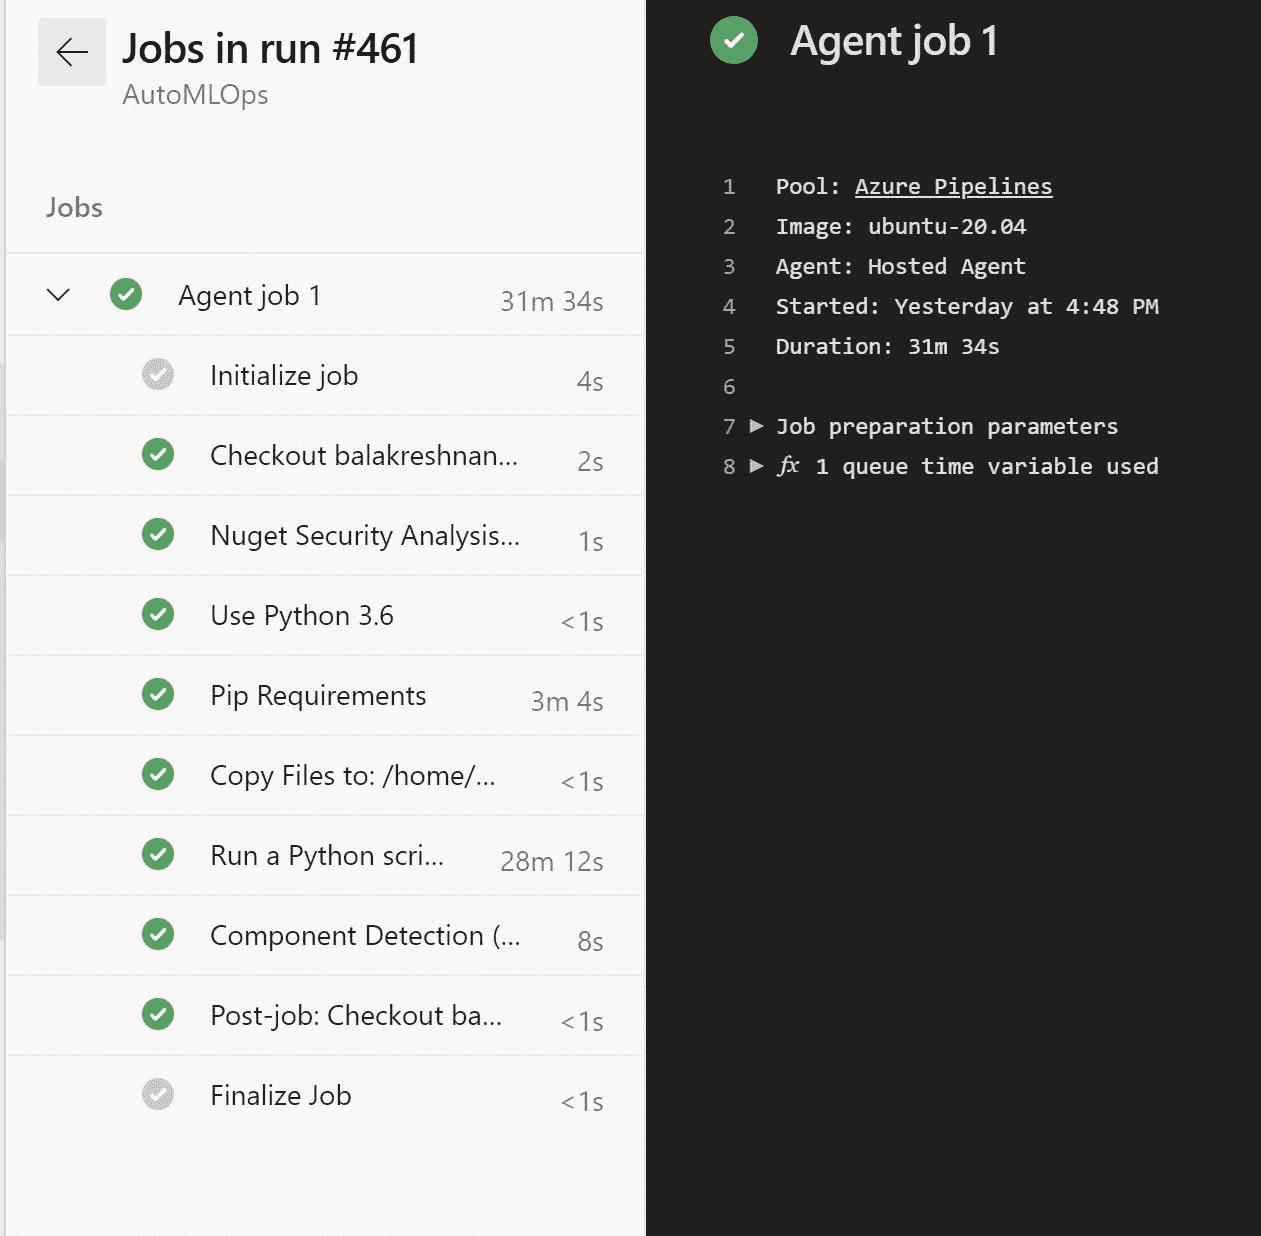 Jobs in run #461
AutoMLOps
Jobs
Agent job 1 31m 34s
Initialize job 4s
Checkout balakreshnan... 2s
Nuget Security Analysis... 1s
Use Python 3.6 <1s
Pip Requirements 3m 4s
Copy Files to: /home/... <1s
Run a Python scri... 28m 12s
Component Detection (... 8s
Post-job: Checkout ba... <1s
Finalize Job <1s
Agent job 1
1 Pool: Azure Pipelines
2 Image: ubuntu-20.04
3 Agent: Hosted Agent
4 Started: Yesterday at 4:48 PM
5 Duration: 31m 34s
6
7 Job preparation parameters
8 fx 1 queue time variable used